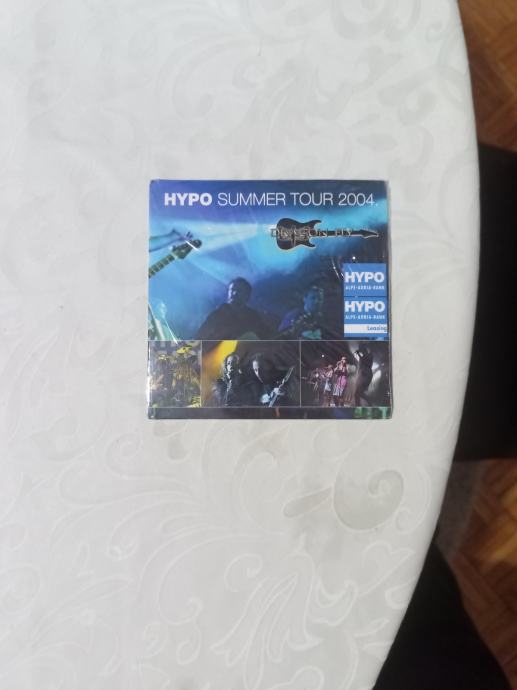 HYPO SUMMER TOUR 2004.
DRAGON FLY
HYPO
ALPE-ADRIA-BANK
HYPO
ALPE-ADRIA-BANK
Leasing